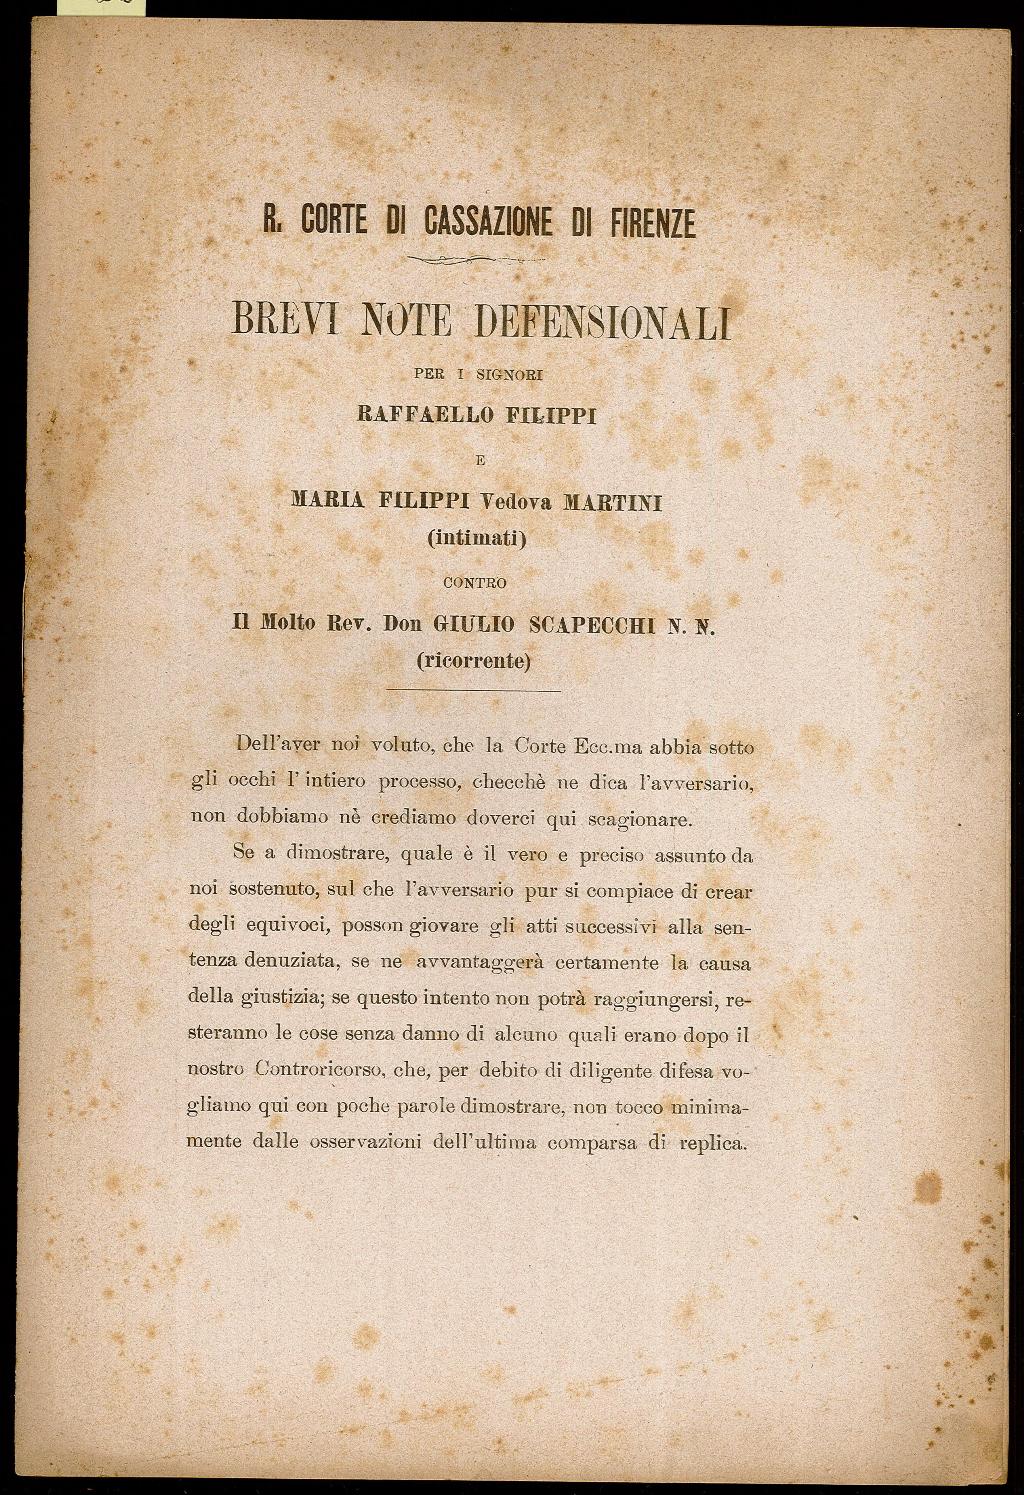 R. CORTE DI CASSAZIONE DI FIRENZE
BREVI NOTE DEFENSIONALI
PER I SIGNORI
RAFFAELLO FILIPPI
E
MARIA FILIPPI Vedova MARTINI
(intimati)
CONTRO
Il Molto Rev. Don GIULIO SCAPECCHI N. N.
(ricorrente)
Dell'aver noi voluto, che la Corte Ecc.ma abbia sotto
gli occhi l'intiero processo, checchè ne dica l'avversario,
non dobbiamo nè crediamo doverci qui scagionare.
Se a dimostrare, quale è il vero e preciso assunto da
noi sostenuto, sul che l'avversario pur si compiace di crear
degli equivoci, posson giovare gli atti successivi alla sen-
tenza denuziata, se ne avvantaggerà certamente la causa
della giustizia; se questo intento non potrà raggiungersi, re-
steranno le cose senza danno di alcuno quali erano dopo il
nostro Controricorso, che, per debito di diligente difesa vo-
gliamo qui con poche parole dimostrare, non tocco minima-
mente dalle osservazioni dell'ultima comparsa di replica.